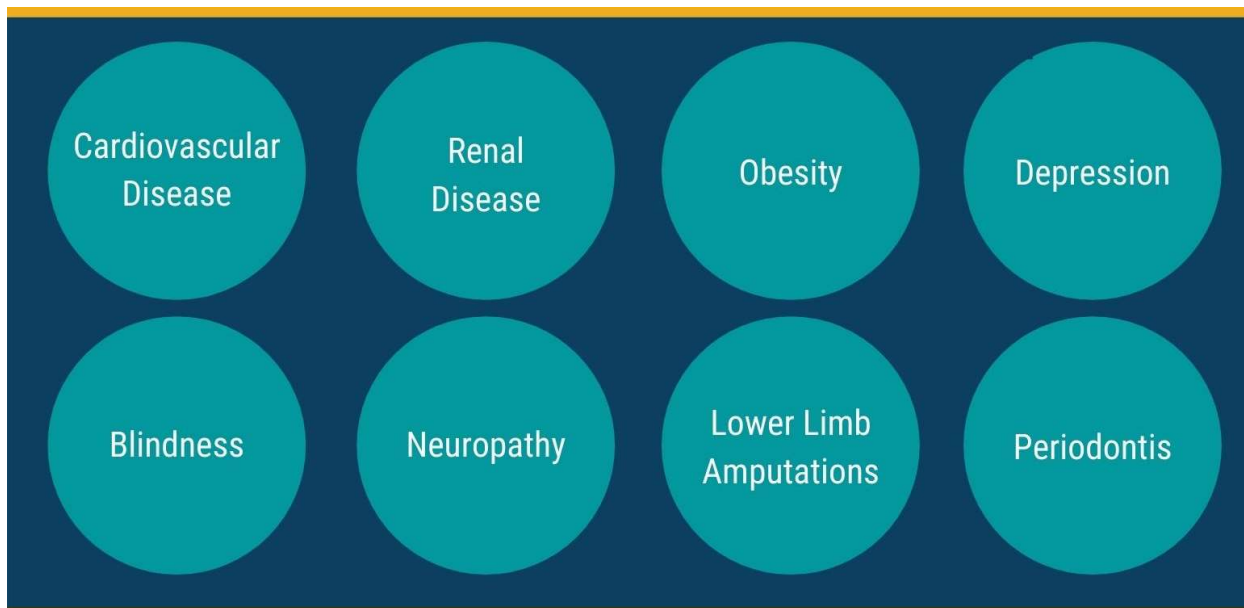 Cardiovascular
Disease
Renal
Disease
Obesity
Depression
Blindness
Neuropathy
Lower Limb
Amputations
Periodontis